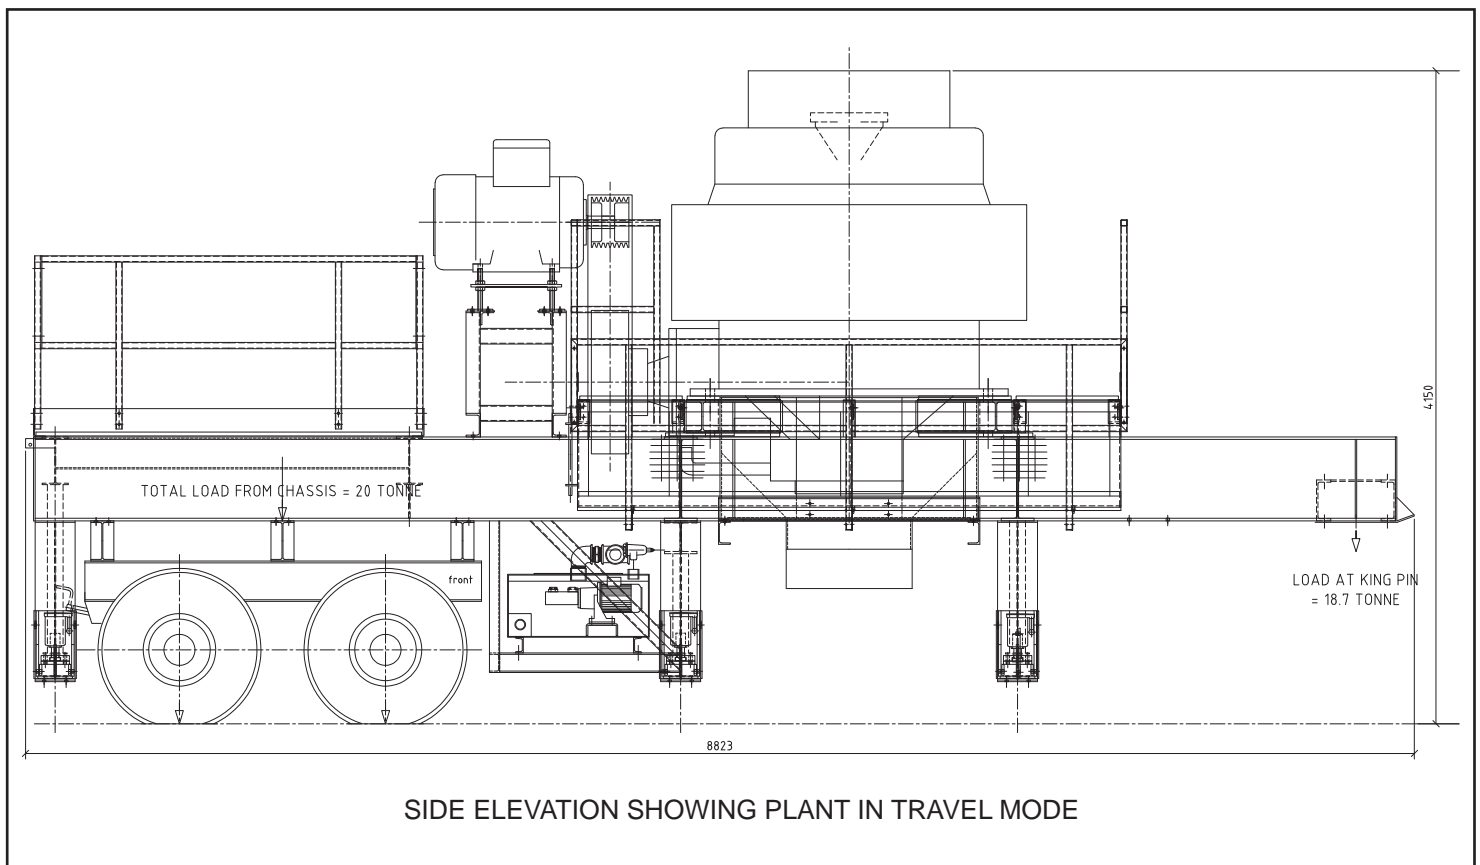 4150
TOTAL LOAD FROM CHASSIS = 20 TONNE
front
LOAD AT KING PIN
= 18.7 TONNE
8823
SIDE ELEVATION SHOWING PLANT IN TRAVEL MODE